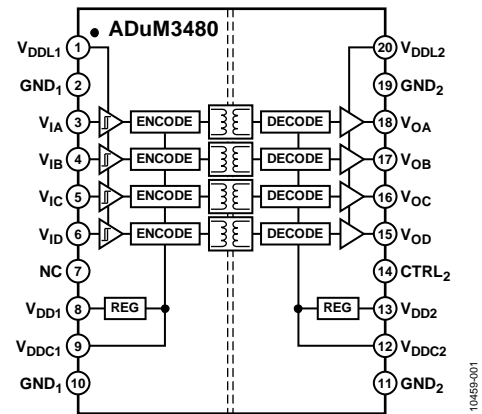 ADuM3480
VDDL1 1 20 VDDL2
GND1 2 19 GND2
VIA 3 ENCODE DECODE 18 VOA
VIB 4 ENCODE DECODE 17 VOB
VIC 5 ENCODE DECODE 16 VOC
VID 6 ENCODE DECODE 15 VOD
NC 7 14 CTRL2
VDD1 8 REG REG 13 VDD2
VDDC1 9 12 VDDC2
GND1 10 11 GND2
10459-001